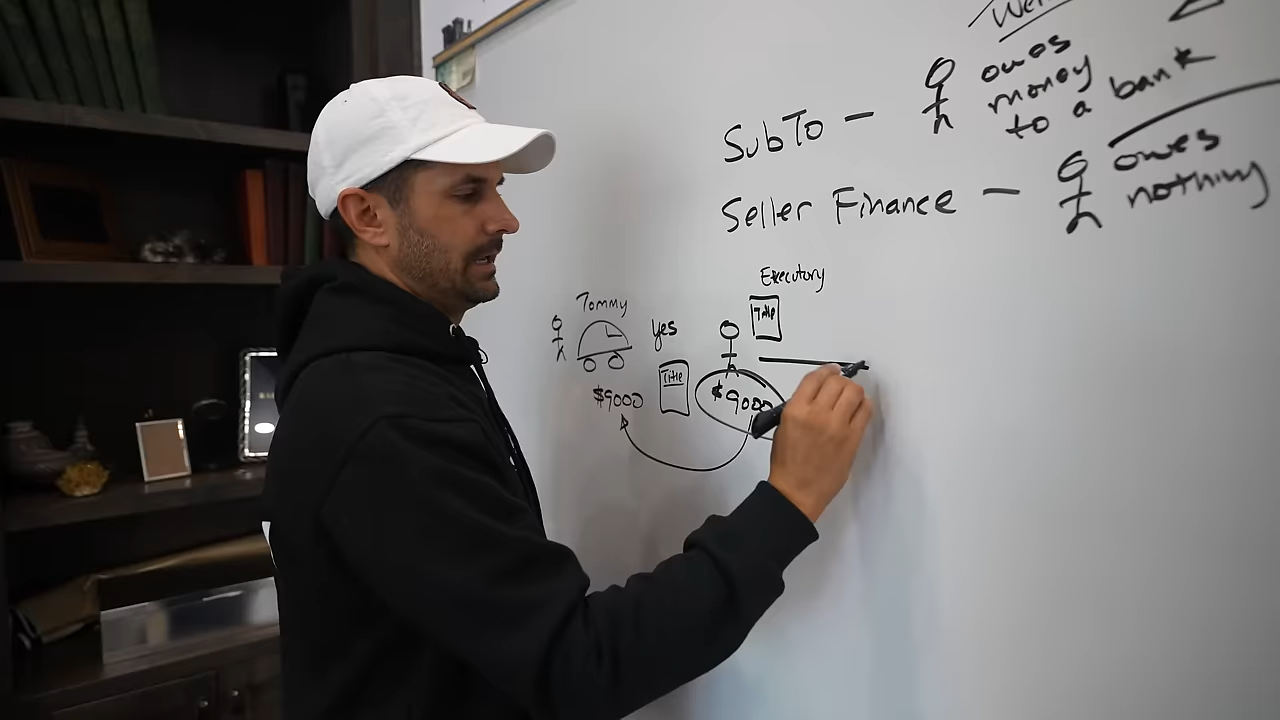 owes
money
to a bank
SubTo -
owes
nothing
Seller Finance -
Executory
Title
Tommy
yes
Title
$9000
$9000